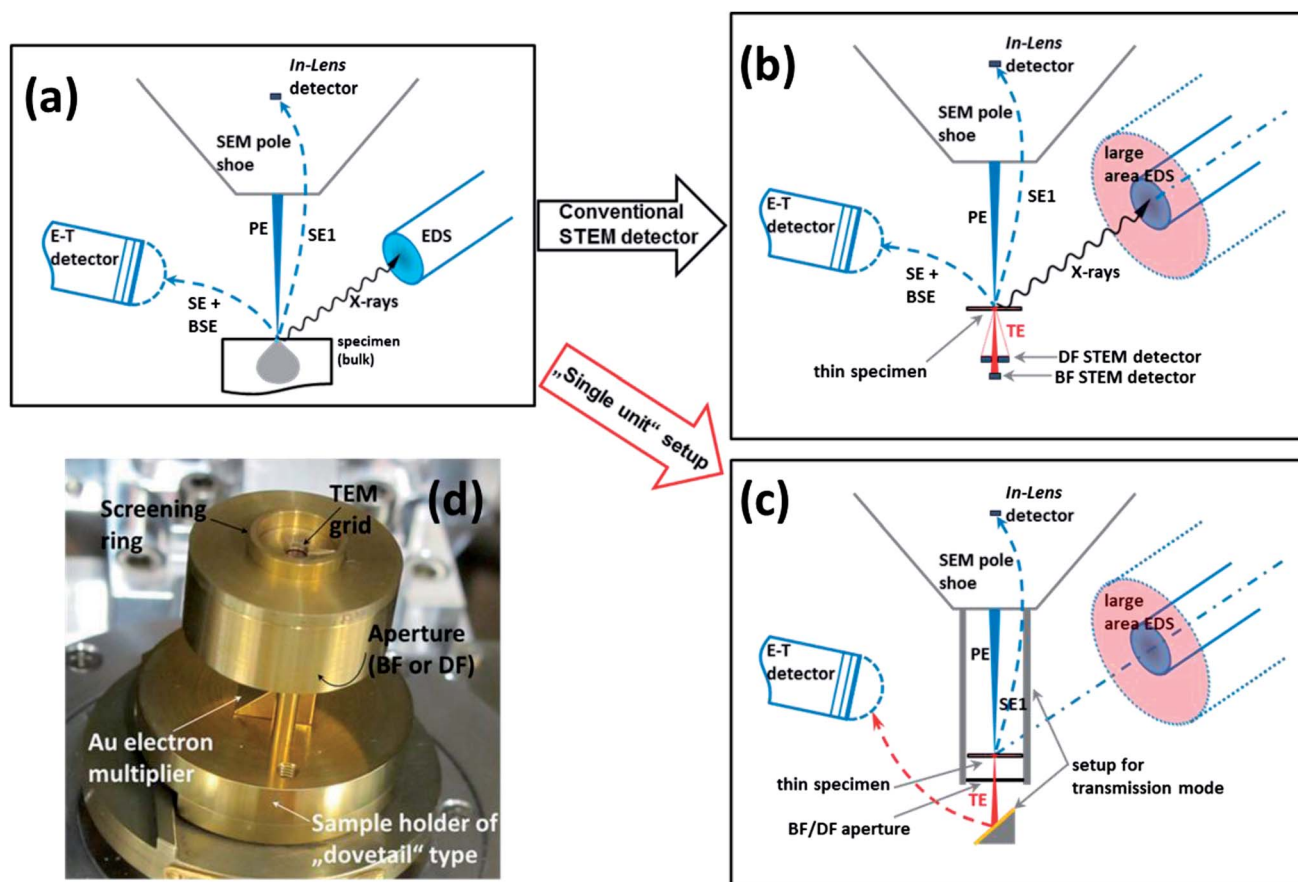 (a)
In-Lens
detector
SEM pole
shoe
E-T
detector
PE
SE1
EDS
SE +
BSE
X-rays
specimen
(bulk)
Conventional
STEM detector
„Single unit“ setup
(b)
In-Lens
detector
SEM pole
shoe
large
area EDS
E-T
detector
PE
SE1
SE +
BSE
X-rays
TE
thin specimen
DF STEM detector
BF STEM detector
(c)
In-Lens
detector
SEM pole
shoe
large
area EDS
E-T
detector
PE
SE1
thin specimen
setup for
transmission mode
TE
BF/DF aperture
(d)
Screening
ring
TEM
grid
Aperture
(BF or DF)
Au electron
multiplier
Sample holder of
„dovetail“ type